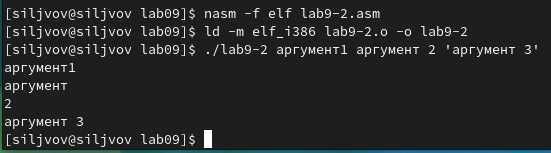 [siljvov@siljvov lab09]$ nasm -f elf lab9-2.asm
[siljvov@siljvov lab09]$ ld -m elf_i386 lab9-2.o -o lab9-2
[siljvov@siljvov lab09]$ ./lab9-2 аргумент1 аргумент 2 'аргумент 3'
аргумент1
аргумент
2
аргумент 3
[siljvov@siljvov lab09]$